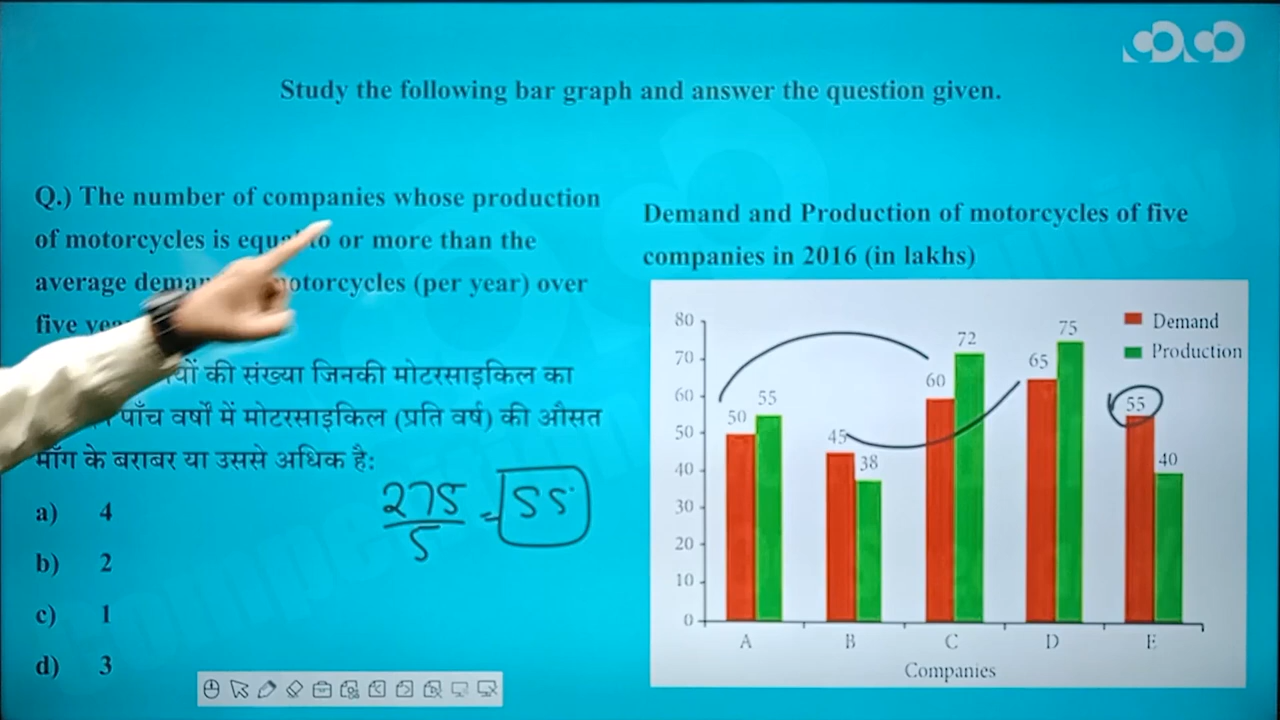 Study the following bar graph and answer the question given.
Q.) The number of companies whose production
of motorcycles is equal to or more than the
average motorcycles (per year) over
five
की संख्या जिनकी मोटरसाइकिल का
पाँच वर्षों में मोटरसाइकिल (प्रति वर्ष) की औसत
माँग के बराबर या उससे अधिक है:
a) 4
b) 2
c) 1
d) 3
275
5
= 55
Demand and Production of motorcycles of five
companies in 2016 (in lakhs)
80
70
60
50
40
30
20
10
0
Demand
Production
50 55
45 38
60 72
65 75
55 40
A B C D E
Companies